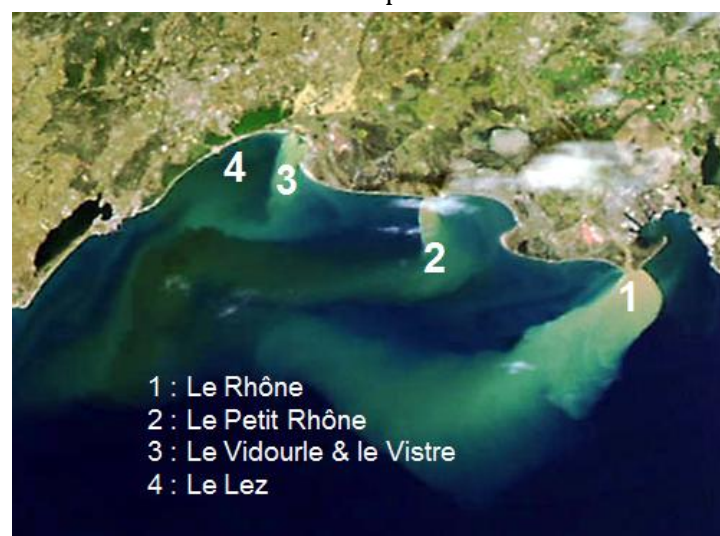 4
3
2
1
1 : Le Rhône
2 : Le Petit Rhône
3 : Le Vidourle & le Vistre
4 : Le Lez